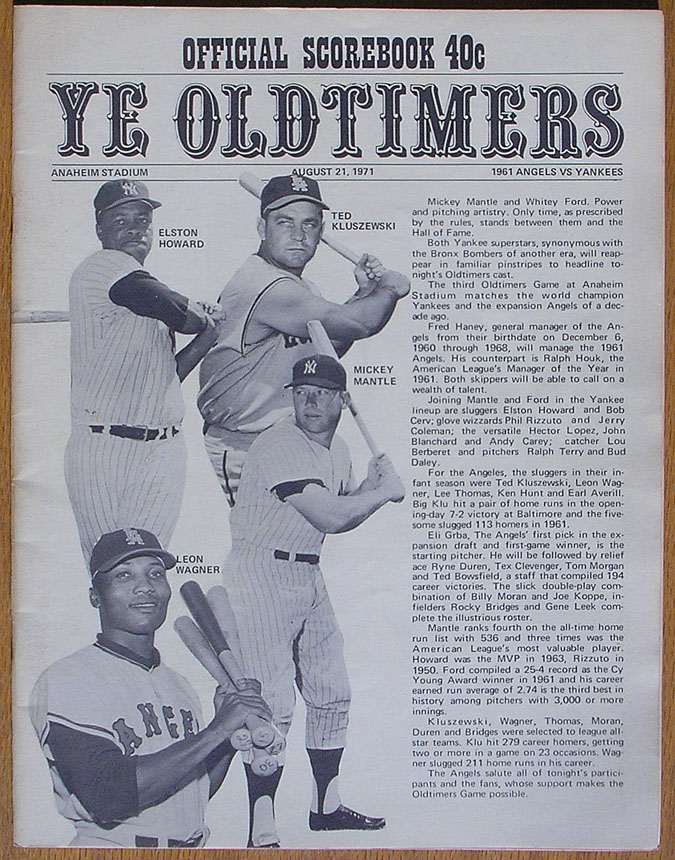 OFFICIAL SCOREBOOK 40c
YE OLDTIMERS
ANAHEIM STADIUM AUGUST 21, 1971 1961 ANGELS VS YANKEES
ELSTON
HOWARD
TED
KLUSZEWSKI
MICKEY
MANTLE
LEON
WAGNER
ANGE
Mickey Mantle and Whitey Ford. Power
and pitching artistry. Only time, as prescribed
by the rules, stands between them and the
Hall of Fame.
Both Yankee superstars, synonymous with
the Bronx Bombers of another era, will reap-
pear in familiar pinstripes to headline to-
night's Oldtimers cast.
The third Oldtimers Game at Anaheim
Stadium matches the world champion
Yankees and the expansion Angels of a dec-
ade ago.
Fred Haney, general manager of the An-
gels from their birthdate on December 6,
1960 through 1968, will manage the 1961
Angels. His counterpart is Ralph Houk, the
American League's Manager of the Year in
1961. Both skippers will be able to call on a
wealth of talent.
Joining Mantle and Ford in the Yankee
lineup are sluggers Elston Howard and Bob
Cerv; glove wizzards Phil Rizzuto and Jerry
Coleman; the versatile Hector Lopez, John
Blanchard and Andy Carey; catcher Lou
Berberet and pitchers Ralph Terry and Bud
Daley.
For the Angels, the sluggers in their in-
fant season were Ted Kluszewski, Leon Wag-
ner, Lee Thomas, Ken Hunt and Earl Averill.
Big Klu hit a pair of home runs in the open-
ing-day 7-2 victory at Baltimore and the five-
some slugged 113 homers in 1961.
Eli Grba, The Angels' first pick in the ex-
pansion draft and first-game winner, is the
starting pitcher. He will be followed by relief
ace Ryne Duren, Tex Clevenger, Tom Morgan
and Ted Bowsfield, a staff that compiled 194
career victories. The slick double-play com-
bination of Billy Moran and Joe Koppe, in-
fielders Rocky Bridges and Gene Leek com-
plete the illustrious roster.
Mantle ranks fourth on the all-time home
run list with 536 and three times was the
American League's most valuable player.
Howard was the MVP in 1963, Rizzuto in
1950. Ford compiled a 25-4 record as the Cy
Young Award winner in 1961 and his career
earned run average of 2.74 is the third best in
history among pitchers with 3,000 or more
innings.
Kluszewski, Wagner, Thomas, Moran,
Duren and Bridges were selected to league all-
star teams. Klu hit 279 career homers, getting
two or more in a game on 23 occasions. Wag-
ner slugged 211 home runs in his career.
The Angels salute all of tonight's partici-
pants and the fans, whose support makes the
Oldtimers Game possible.